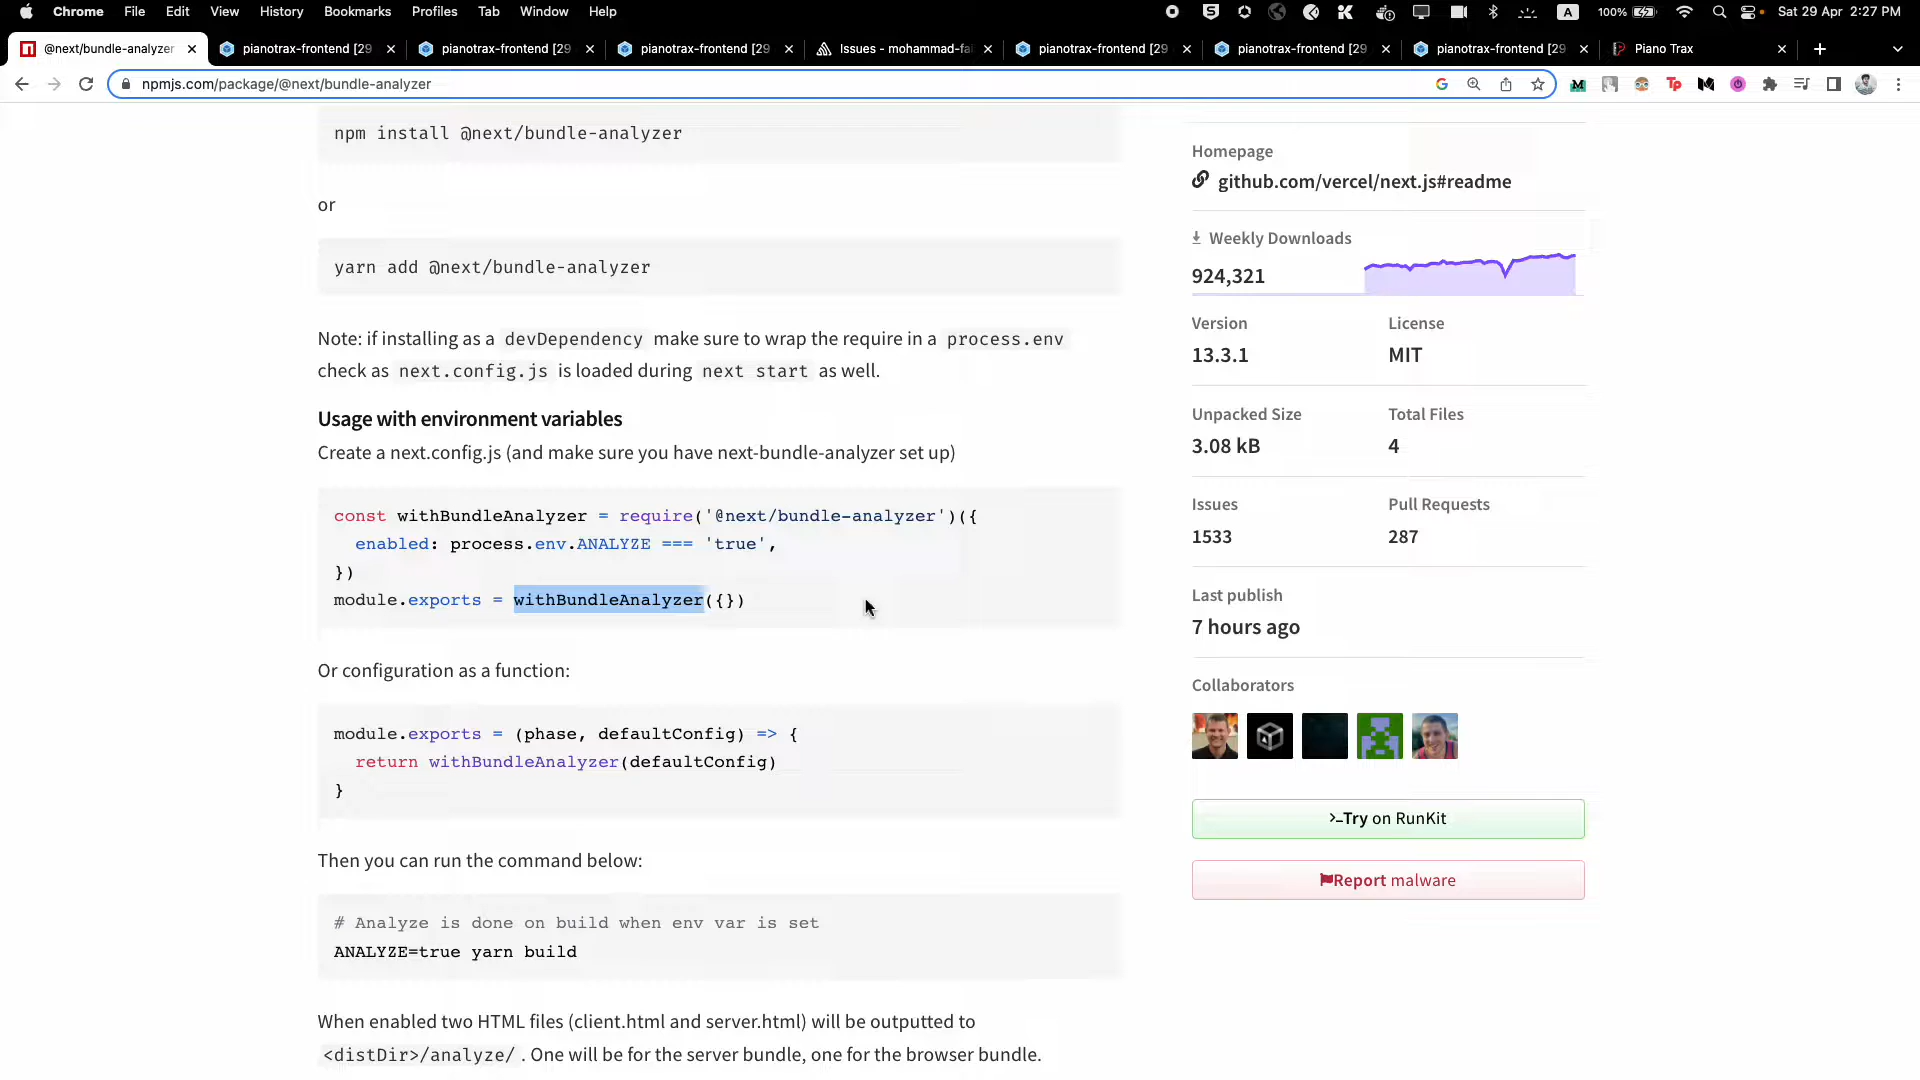 Chrome File Edit View History Bookmarks Profiles Tab Window Help
A 100% Sat 29 Apr 2:27 PM
@next/bundle-analyzer
pianotrax-frontend [29
pianotrax-frontend [29
pianotrax-frontend [29
Issues - mohammad-fai
pianotrax-frontend [29
pianotrax-frontend [29
pianotrax-frontend [29
Piano Trax
npmjs.com/package/@next/bundle-analyzer
npm install @next/bundle-analyzer
or
yarn add @next/bundle-analyzer
Note: if installing as a devDependency make sure to wrap the require in a process.env
check as next.config.js is loaded during next start as well.
Usage with environment variables
Create a next.config.js (and make sure you have next-bundle-analyzer set up)
const withBundleAnalyzer = require('@next/bundle-analyzer')({
enabled: process.env.ANALYZE === 'true',
})
module.exports = withBundleAnalyzer({})
Or configuration as a function:
module.exports = (phase, defaultConfig) => {
return withBundleAnalyzer(defaultConfig)
}
Then you can run the command below:
# Analyze is done on build when env var is set
ANALYZE=true yarn build
When enabled two HTML files (client.html and server.html) will be outputted to
<distDir>/analyze/ . One will be for the server bundle, one for the browser bundle.
Homepage
github.com/vercel/next.js#readme
Weekly Downloads
924,321
Version License
13.3.1 MIT
Unpacked Size Total Files
3.08 kB 4
Issues Pull Requests
1533 287
Last publish
7 hours ago
Collaborators
Try on RunKit
Report malware